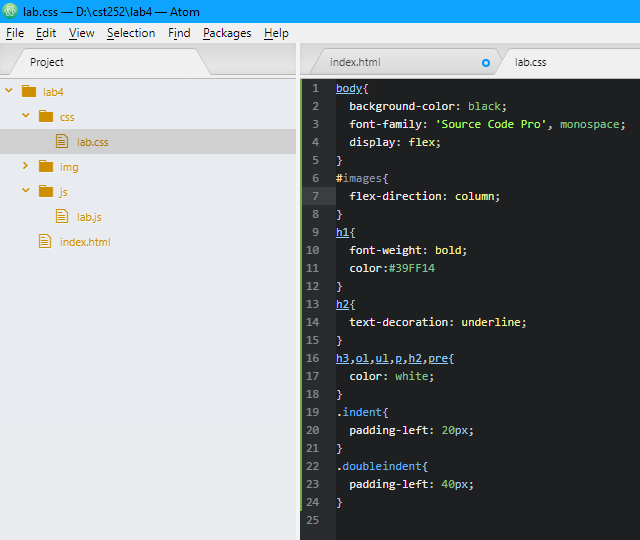 lab.css — D:\cst252\lab4 — Atom
File Edit View Selection Find Packages Help
Project
index.html
lab.css
lab4
css
lab.css
img
js
lab.js
index.html
1 body{
2 background-color: black;
3 font-family: 'Source Code Pro', monospace;
4 display: flex;
5 }
6 #images{
7 flex-direction: column;
8 }
9 h1{
10 font-weight: bold;
11 color:#39FF14
12 }
13 h2{
14 text-decoration: underline;
15 }
16 h3,ol,ul,p,h2,pre{
17 color: white;
18 }
19 .indent{
20 padding-left: 20px;
21 }
22 .doubleindent{
23 padding-left: 40px;
24 }
25